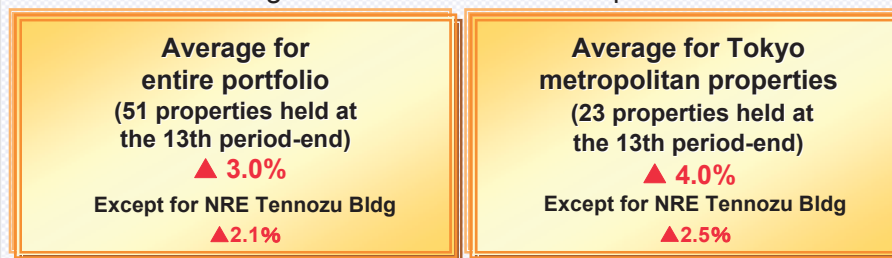 Average for
entire portfolio
(51 properties held at
the 13th period-end)
▲ 3.0%
Except for NRE Tennozu Bldg
▲2.1%
Average for Tokyo
metropolitan properties
(23 properties held at
the 13th period-end)
▲ 4.0%
Except for NRE Tennozu Bldg
▲2.5%